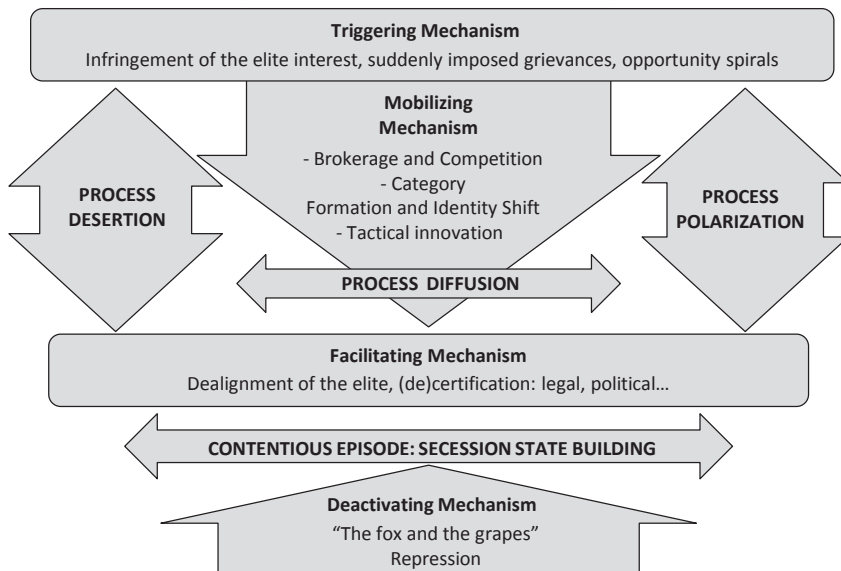 Triggering Mechanism
Infringement of the elite interest, suddenly imposed grievances, opportunity spirals
Mobilizing
Mechanism
- Brokerage and Competition
- Category
Formation and Identity Shift
- Tactical innovation
PROCESS
DESERTION
PROCESS
POLARIZATION
PROCESS DIFFUSION
Facilitating Mechanism
Dealignment of the elite, (de)certification: legal, political…
CONTENTIOUS EPISODE: SECESSION STATE BUILDING
Deactivating Mechanism
“The fox and the grapes”
Repression